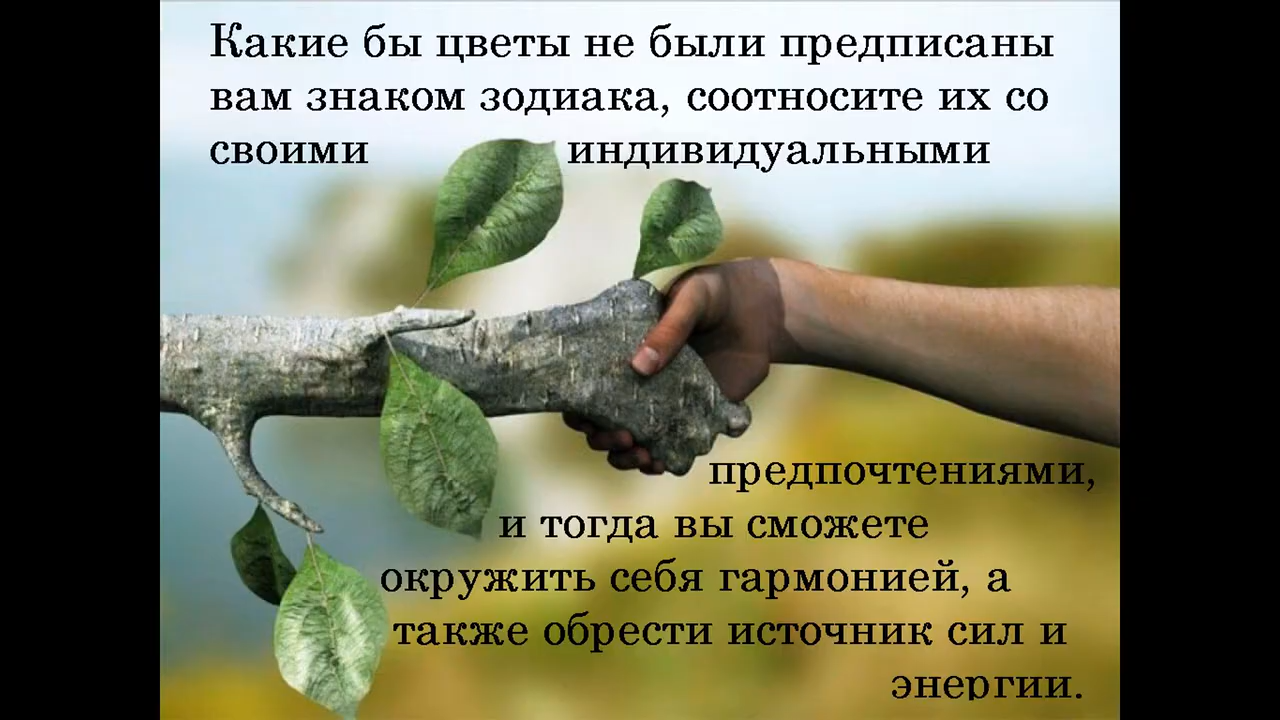 Какие бы цветы не были предписаны
вам знаком зодиака, соотносите их со
своими индивидуальными
предпочтениями,
и тогда вы сможете
окружить себя гармонией, а
также обрести источник сил и
энергии.